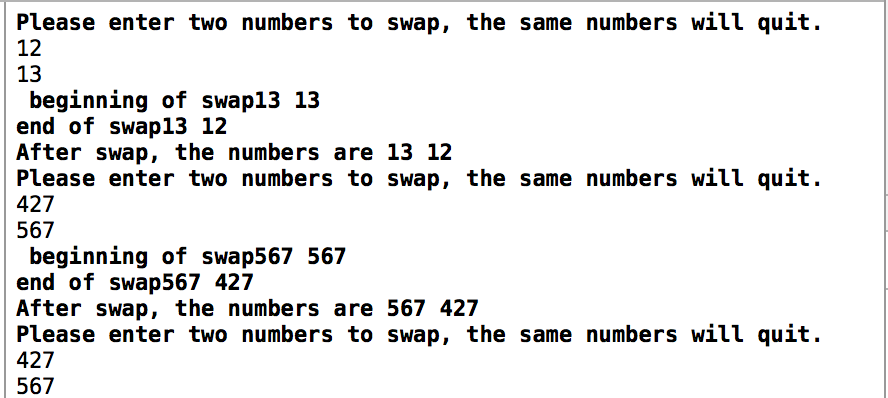 Please enter two numbers to swap, the same numbers will quit.
12
13
 beginning of swap13 13
end of swap13 12
After swap, the numbers are 13 12
Please enter two numbers to swap, the same numbers will quit.
427
567
 beginning of swap567 567
end of swap567 427
After swap, the numbers are 567 427
Please enter two numbers to swap, the same numbers will quit.
427
567